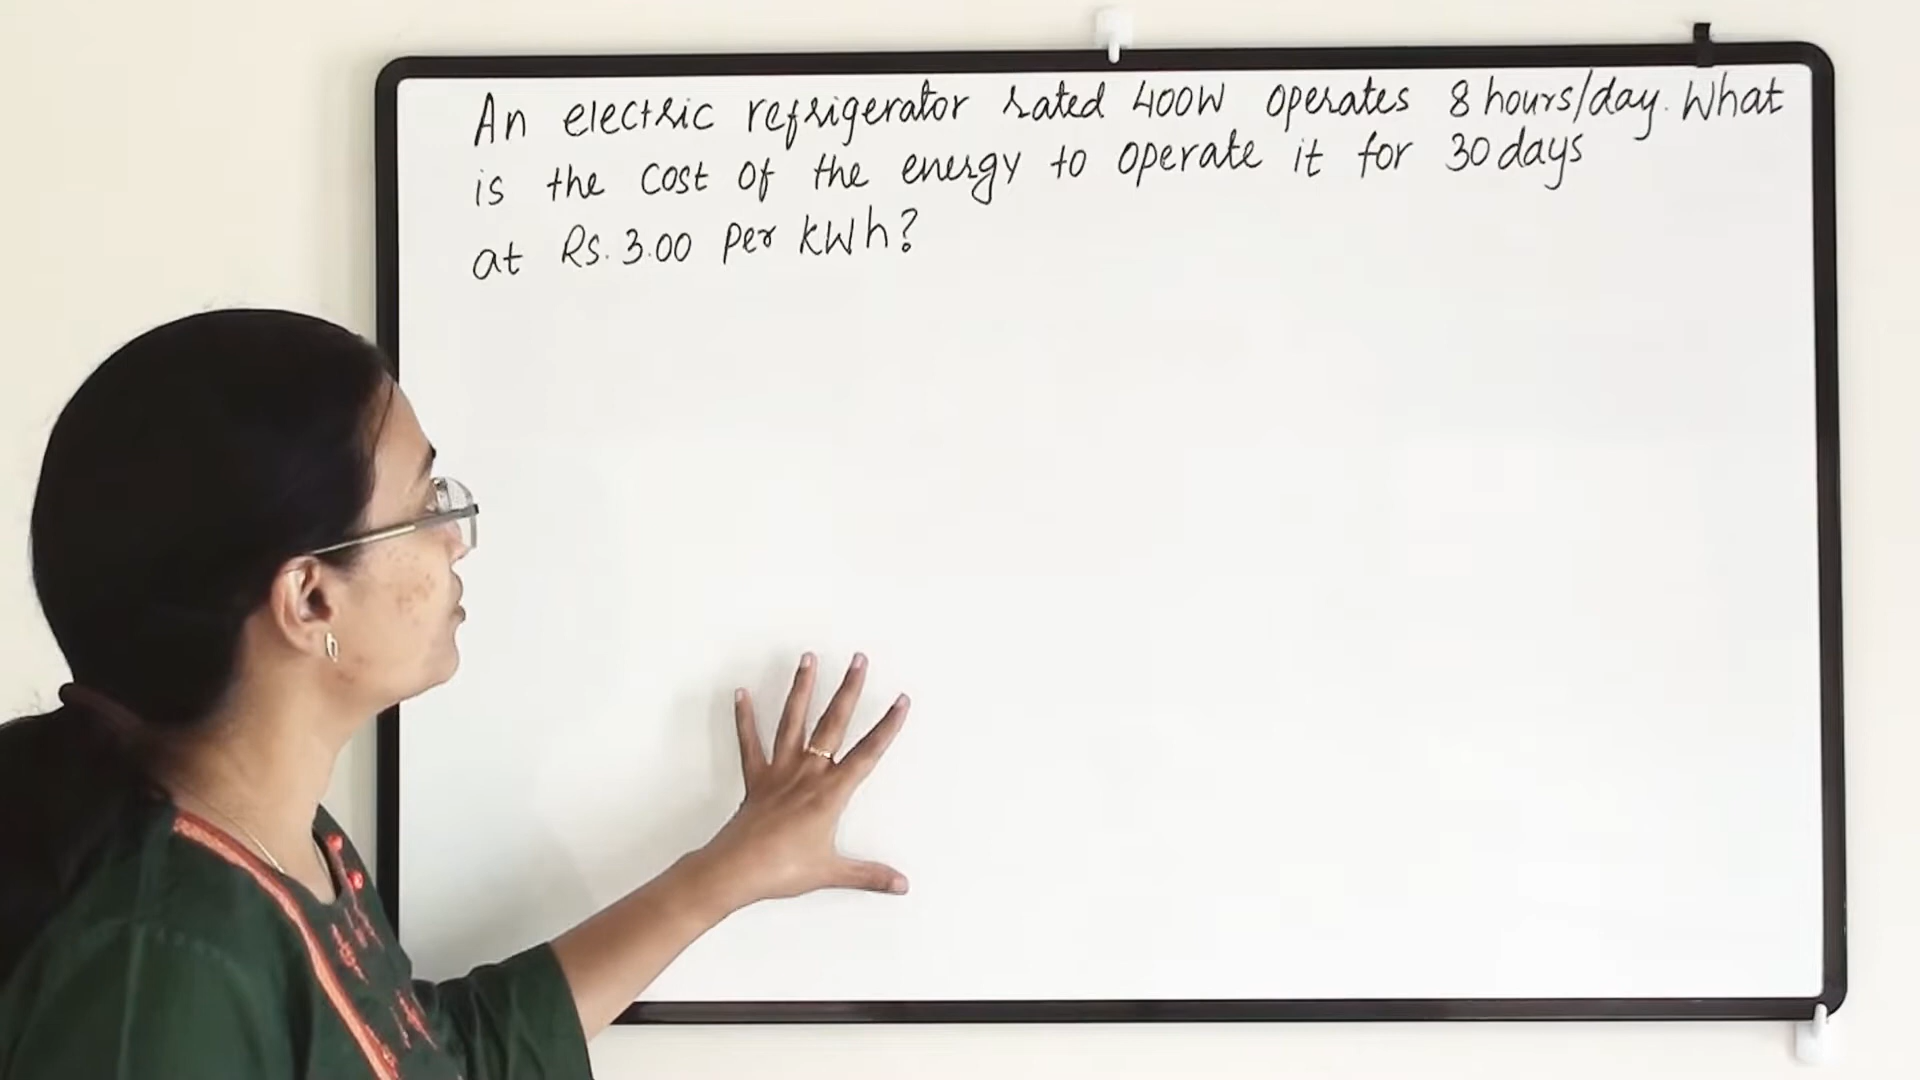 An electric refrigerator rated 400W operates 8 hours/day. What
is the cost of the energy to operate it for 30 days
at Rs. 3.00 per kWh?